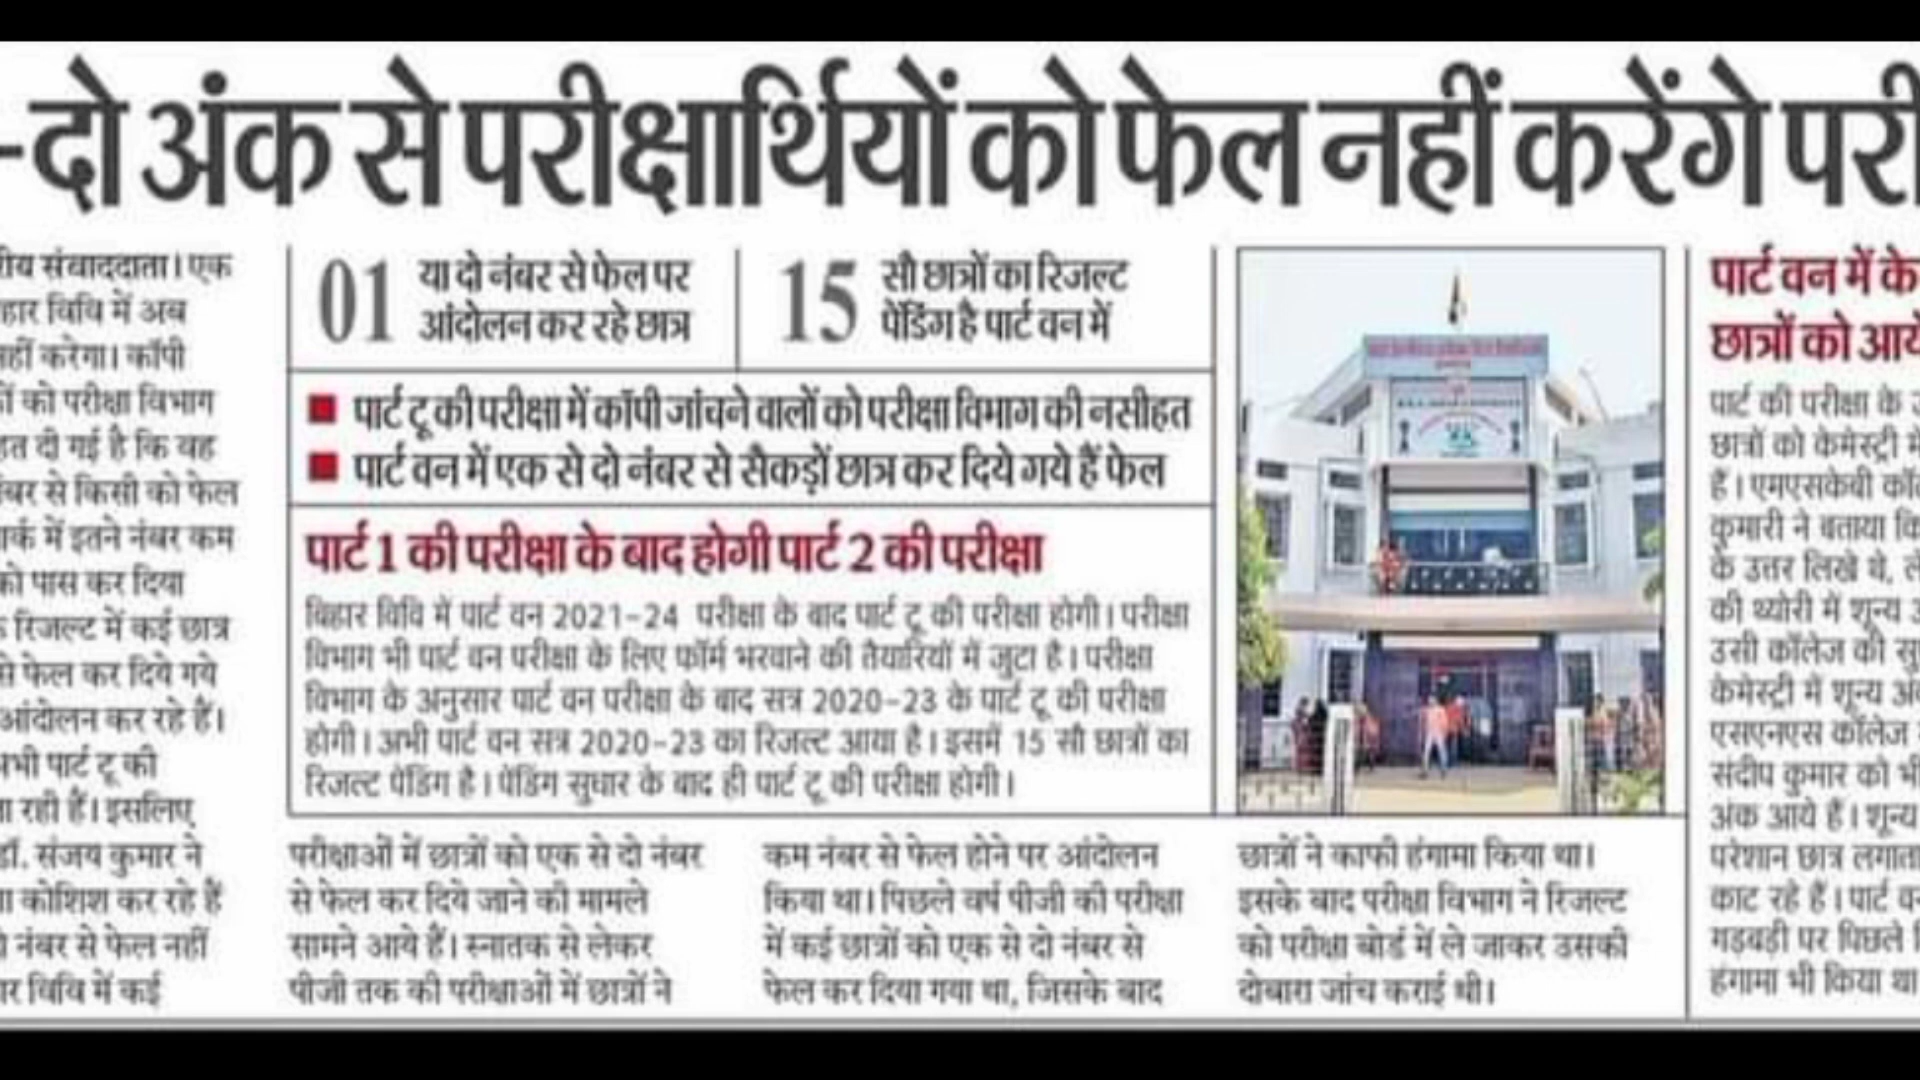 -दो अंक से परीक्षार्थियों को फेल नहीं करेंगे परी
संवाददाता। एक
विवि में अब
करेगा। कॉपी
को परीक्षा विभाग
दी गई है कि वह
से किसी को फेल
में इतने नंबर कम
को पास कर दिया
रिजल्ट में कई छात्र
से फेल कर दिये गये
आंदोलन कर रहे हैं।
पार्ट टू की
रही हैं। इसलिए
डॉ. संजय कुमार ने
कोशिश कर रहे हैं
नंबर से फेल नहीं
विवि में कई
01 या दो नंबर से फेल पर
आंदोलन कर रहे छात्र
15 सौ छात्रों का रिजल्ट
पेंडिंग है पार्ट वन में
पार्ट टू की परीक्षा में कॉपी जांचने वालों को परीक्षा विभाग की नसीहत
पार्ट वन में एक से दो नंबर से सैकड़ों छात्र कर दिये गये हैं फेल
पार्ट 1 की परीक्षा के बाद होगी पार्ट 2 की परीक्षा
बिहार विवि में पार्ट वन 2021-24 परीक्षा के बाद पार्ट टू की परीक्षा होगी। परीक्षा
विभाग भी पार्ट वन परीक्षा के लिए फॉर्म भरवाने की तैयारियों में जुटा है। परीक्षा
विभाग के अनुसार पार्ट वन परीक्षा के बाद सत्र 2020-23 के पार्ट टू की परीक्षा
होगी। अभी पार्ट वन सत्र 2020-23 का रिजल्ट आया है। इसमें 15 सौ छात्रों का
रिजल्ट पेंडिंग है। पेंडिंग सुधार के बाद ही पार्ट टू की परीक्षा होगी।
परीक्षाओं में छात्रों को एक से दो नंबर
से फेल कर दिये जाने की मामले
सामने आये हैं। स्नातक से लेकर
पीजी तक की परीक्षाओं में छात्रों ने
कम नंबर से फेल होने पर आंदोलन
किया था। पिछले वर्ष पीजी की परीक्षा
में कई छात्रों को एक से दो नंबर से
फेल कर दिया गया था, जिसके बाद
छात्रों ने काफी हंगामा किया था।
इसके बाद परीक्षा विभाग ने रिजल्ट
को परीक्षा बोर्ड में ले जाकर उसकी
दोबारा जांच कराई थी।
पार्ट वन में के
छात्रों को आये
पार्ट की परीक्षा के
छात्रों को केमेस्ट्री
हैं। एमएसकेबी
कुमारी ने बताया कि
के उत्तर लिखे थे,
की थ्योरी में शून्य
उसी कॉलेज की
केमेस्ट्री में शून्य
एसएनएस कॉलेज
संदीप कुमार को भी
अंक आये हैं। शून्य
परेशान छात्र लगाता
काट रहे हैं। पार्ट
गड़बड़ी पर पिछले
हंगामा भी किया था